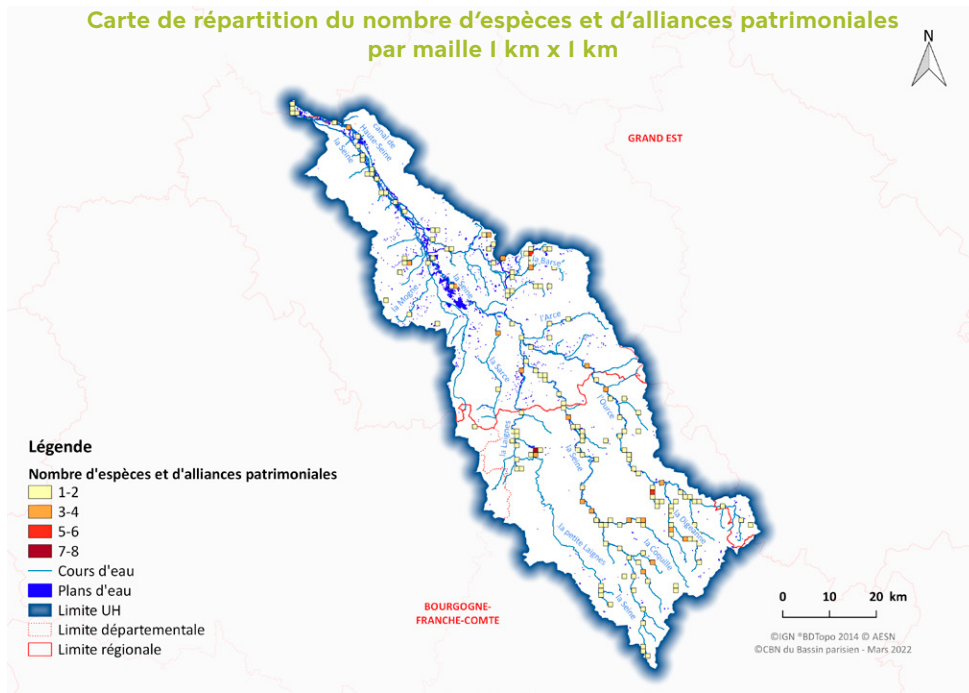 Carte de répartition du nombre d'espèces et d'alliances patrimoniales
par maille 1 km x 1 km
N
GRAND EST
canal de
Haute-Seine
la Seine
la Barse
la Seine
la Mogne
l'Arce
la Sarce
l'Ource
la Laignes
la Seine
la Digeanne
la petite Laignes
la Coquille
la Seine
BOURGOGNE-
FRANCHE-COMTE
Légende
Nombre d'espèces et d'alliances patrimoniales
1-2
3-4
5-6
7-8
Cours d'eau
Plans d'eau
Limite UH
Limite départementale
Limite régionale
0 10 20 km
©IGN ®BDTopo 2014 © AESN
©CBN du Bassin parisien - Mars 2022